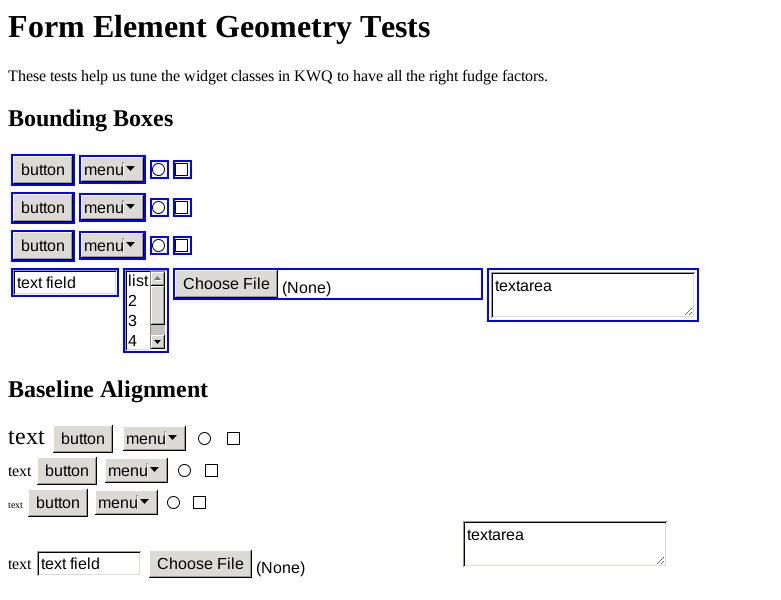 Form Element Geometry Tests
These tests help us tune the widget classes in KWQ to have all the right fudge factors.
Bounding Boxes
button menu
button menu
button menu
text field list Choose File (None) textarea
2
3
4
Baseline Alignment
text button menu
text button menu
text button menu
textarea
text text field Choose File (None)